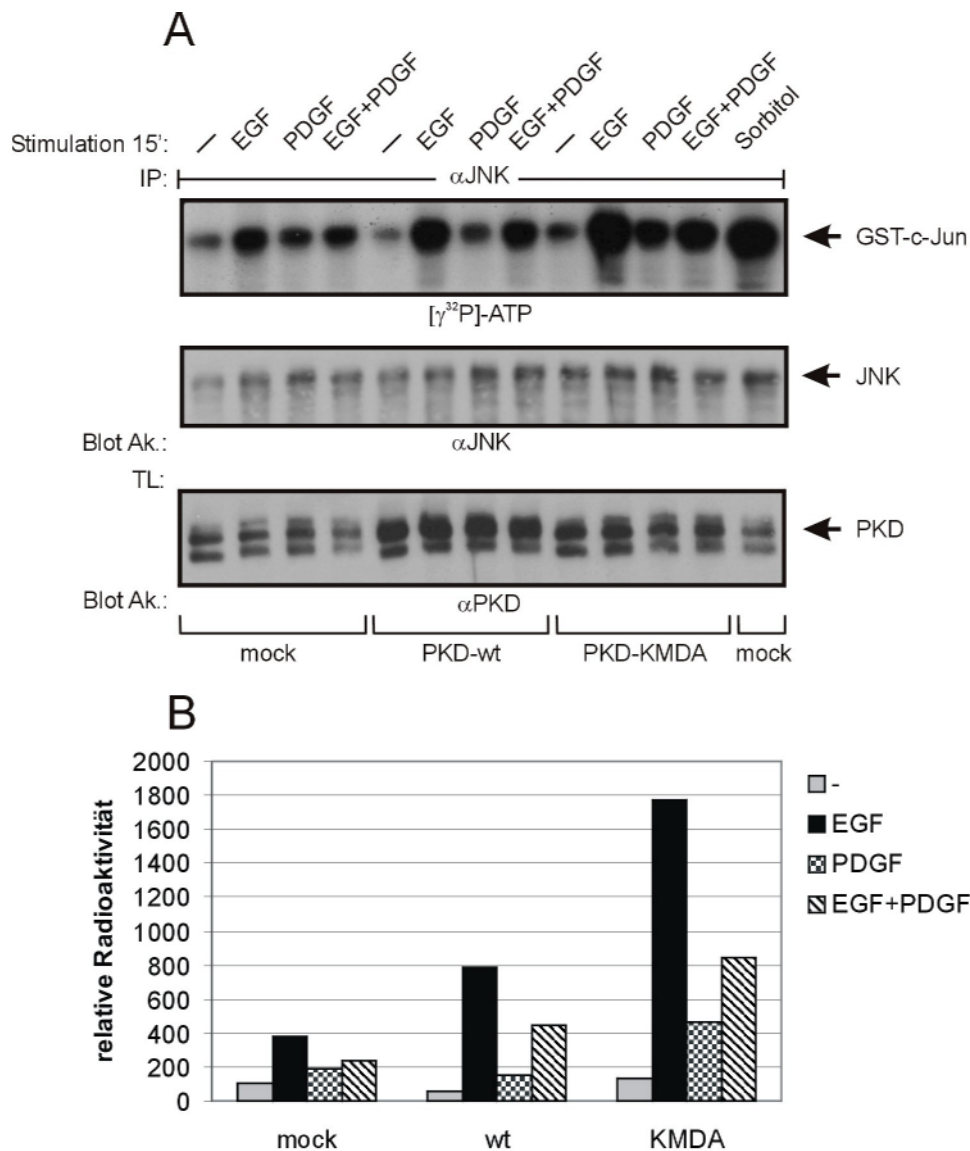 A
Stimulation 15': — EGF PDGF EGF+PDGF — EGF PDGF EGF+PDGF — EGF PDGF EGF+PDGF Sorbitol
IP: αJNK
GST-c-Jun
[γ³²P]-ATP
JNK
Blot Ak.: αJNK
TL:
PKD
Blot Ak.: αPKD
mock PKD-wt PKD-KMDA mock
B
relative Radioaktivität
2000
1800
1600
1400
1200
1000
800
600
400
200
0
mock wt KMDA
-
EGF
PDGF
EGF+PDGF